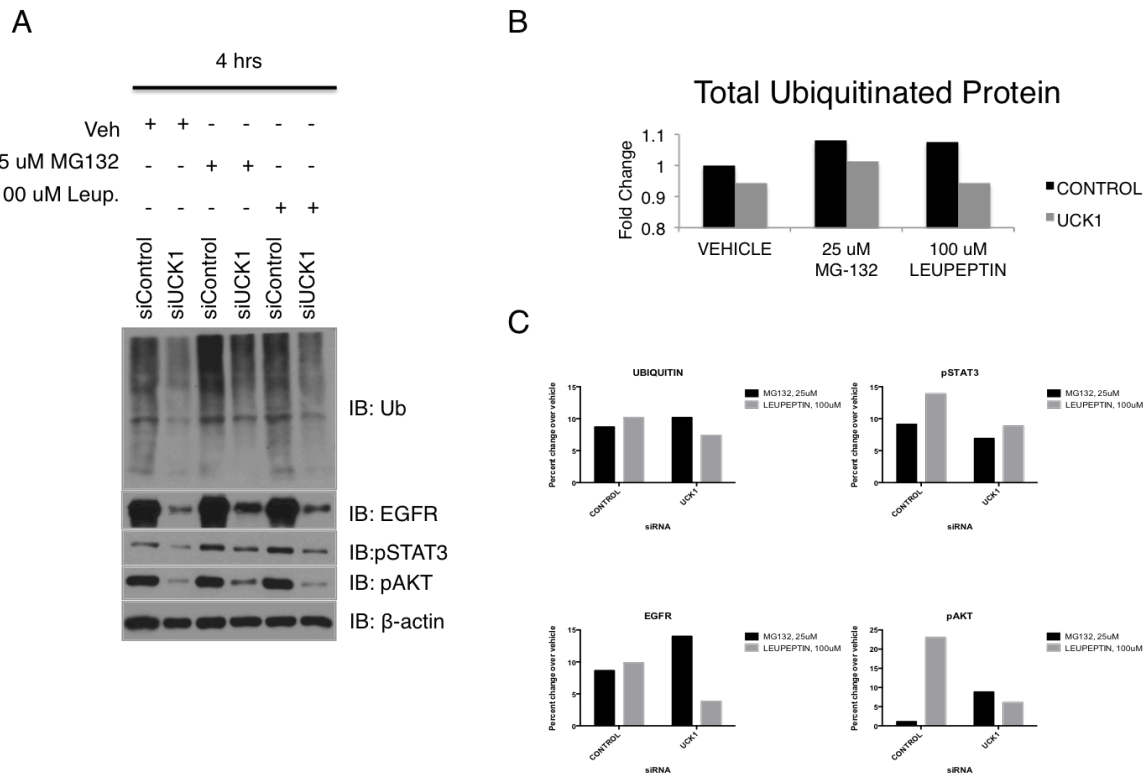 A
4 hrs
Veh + + - - - -
5 uM MG132 - - + + - -
00 uM Leup. - - - - + +
siControl siUCK1 siControl siUCK1 siControl siUCK1
IB: Ub
IB: EGFR
IB:pSTAT3
IB: pAKT
IB: β-actin
B
Total Ubiquitinated Protein
Fold Change
1.1
1
0.9
0.8
VEHICLE
25 uM
MG-132
100 uM
LEUPEPTIN
CONTROL
UCK1
C
UBIQUITIN
Percent change over vehicle
15
10
5
0
CONTROL
UCK1
siRNA
MG132, 25uM
LEUPEPTIN, 100uM
pSTAT3
Percent change over vehicle
15
10
5
0
CONTROL
UCK1
siRNA
MG132, 25uM
LEUPEPTIN, 100uM
EGFR
Percent change over vehicle
15
10
5
0
CONTROL
UCK1
siRNA
MG132, 25uM
LEUPEPTIN, 100uM
pAKT
Percent change over vehicle
25
20
15
10
5
0
CONTROL
UCK1
siRNA
MG132, 25uM
LEUPEPTIN, 100uM